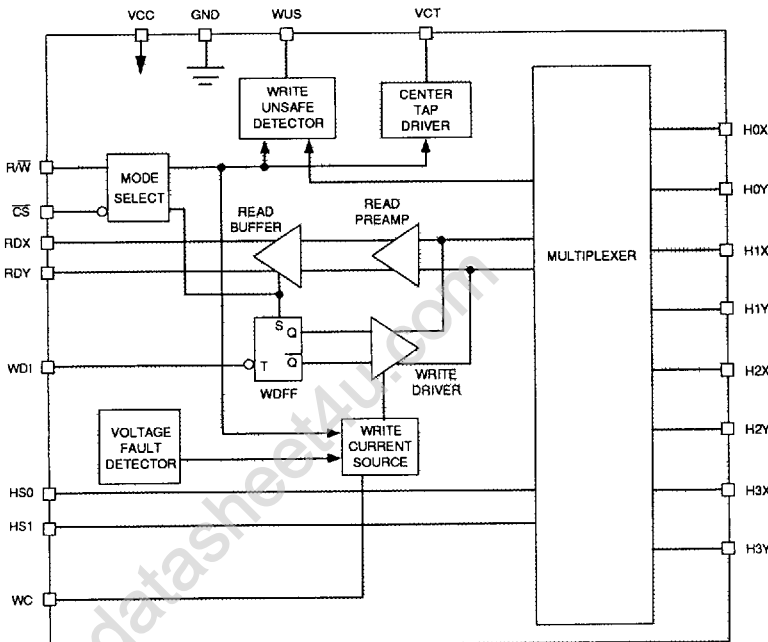 VCC GND WUS VCT
WRITE
UNSAFE
DETECTOR
CENTER
TAP
DRIVER
R/W̅
C̅S̅
RDX
RDY
WDI
HS0
HS1
WC
MODE
SELECT
READ
BUFFER
READ
PREAMP
S
Q
T
Q̅
WDFF
WRITE
DRIVER
VOLTAGE
FAULT
DETECTOR
WRITE
CURRENT
SOURCE
MULTIPLEXER
H0X
H0Y
H1X
H1Y
H2X
H2Y
H3X
H3Y
datasheet4u.com